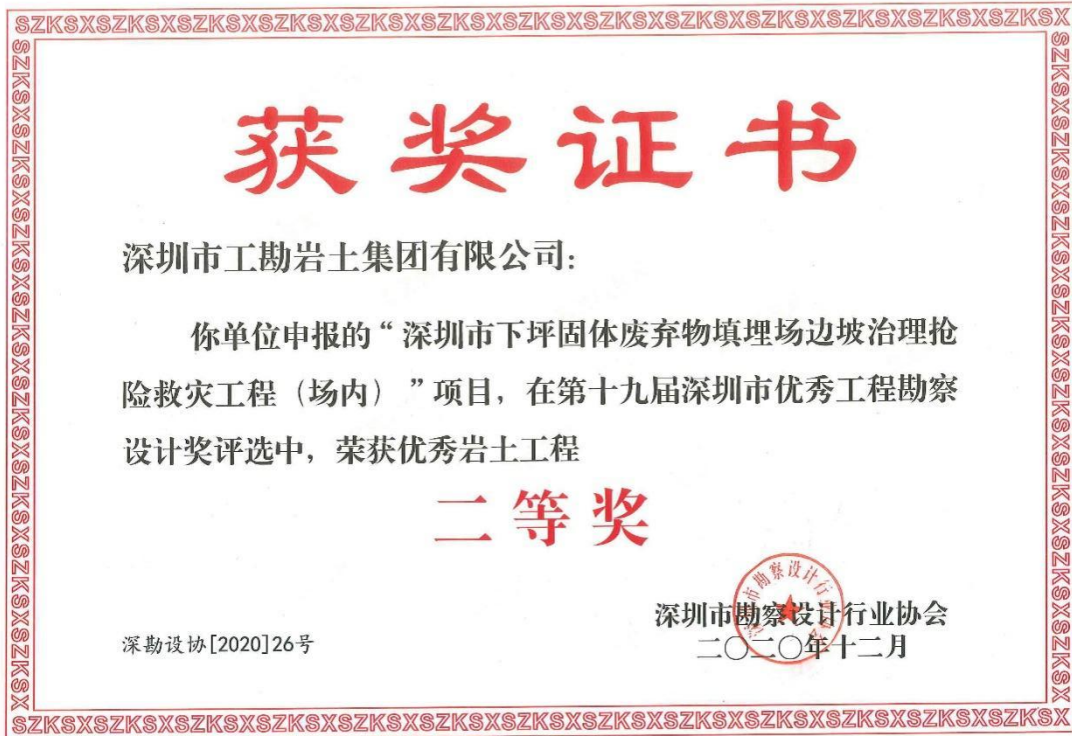 SZKSXSZKSXSZKSXSZKSXSZKSXSZKSXSZKSXSZKSXSZKSXSZKSXSZKSXSZKSX
获奖证书
深圳市工勘岩土集团有限公司：
你单位申报的“深圳市下坪固体废弃物填埋场边坡治理抢
险救灾工程（场内）”项目，在第十九届深圳市优秀工程勘察
设计奖评选中，荣获优秀岩土工程
二等奖
深圳市勘察设计行业协会
二〇二〇年十二月
深勘设协[2020]26号